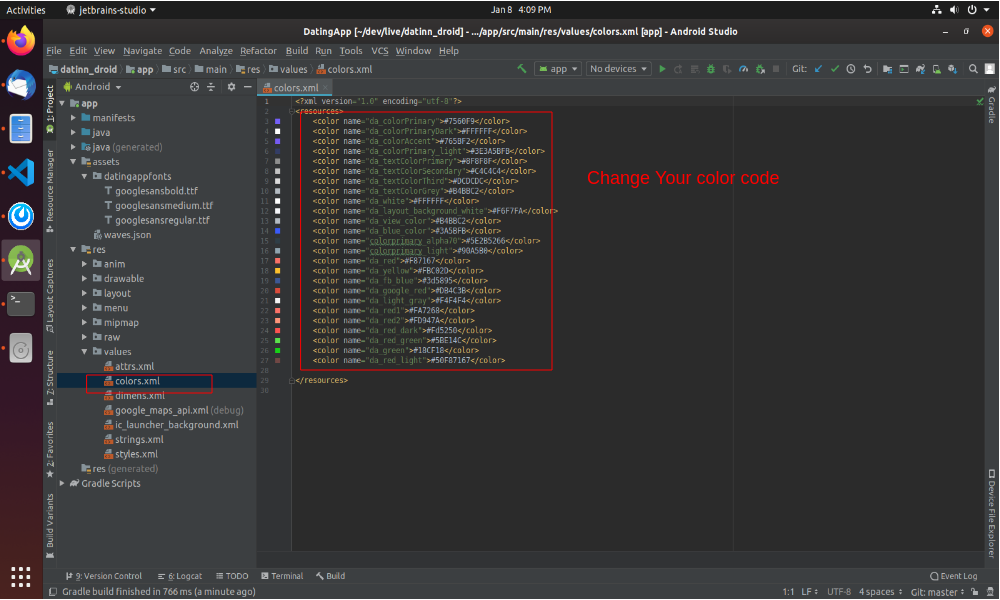 Activities jetbrains-studio Jan 8 4:09 PM
DatingApp [~/dev/live/datinn_droid] - .../app/src/main/res/values/colors.xml [app] - Android Studio
File Edit View Navigate Code Analyze Refactor Build Run Tools VCS Window Help
datinn_droid app src main res values colors.xml app No devices Git:
Android colors.xml
1: Project
Resource Manager
Layout Captures
7: Structure
2: Favorites
Build Variants
app
manifests
java
java (generated)
assets
datingappfonts
googlesansbold.ttf
googlesansmedium.ttf
googlesansregular.ttf
waves.json
res
anim
drawable
layout
menu
mipmap
raw
values
attrs.xml
colors.xml
dimens.xml
google_maps_api.xml (debug)
ic_launcher_background.xml
strings.xml
styles.xml
res (generated)
Gradle Scripts
1 <?xml version="1.0" encoding="utf-8"?>
2 <resources>
3 <color name="da_colorPrimary">#7560F9</color>
4 <color name="da_colorPrimaryDark">#FFFFFF</color>
5 <color name="da_colorAccent">#765BF2</color>
6 <color name="da_colorPrimary_light">#3E3A5BFB</color>
7 <color name="da_textColorPrimary">#8F8F8F</color>
8 <color name="da_textColorSecondary">#C4C4C4</color>
9 <color name="da_textColorThird">#DCDCDC</color>
10 <color name="da_textColorGrey">#B4BBC2</color>
11 <color name="da_white">#FFFFFF</color>
12 <color name="da_layout_background_white">#F6F7FA</color>
13 <color name="da_view_color">#B4BBC2</color>
14 <color name="da_blue_color">#3A5BFB</color>
15 <color name="colorprimary_alpha70">#5E2B5266</color>
16 <color name="colorprimary_light">#90A5B0</color>
17 <color name="da_red">#F87167</color>
18 <color name="da_yellow">#FBC02D</color>
19 <color name="da_fb_blue">#3d5895</color>
20 <color name="da_google_red">#DB4C3B</color>
21 <color name="da_light_gray">#F4F4F4</color>
22 <color name="da_red1">#FA7268</color>
23 <color name="da_red2">#FD947A</color>
24 <color name="da_red_dark">#Fd5250</color>
25 <color name="da_red_green">#5BE14C</color>
26 <color name="da_green">#18CF18</color>
27 <color name="da_red_light">#50F87167</color>
28
29 </resources>
30
Change Your color code
Gradle
Device File Explorer
9: Version Control 6: Logcat TODO Terminal Build Event Log
Gradle build finished in 766 ms (a minute ago) 1:1 LF UTF-8 4 spaces Git: master